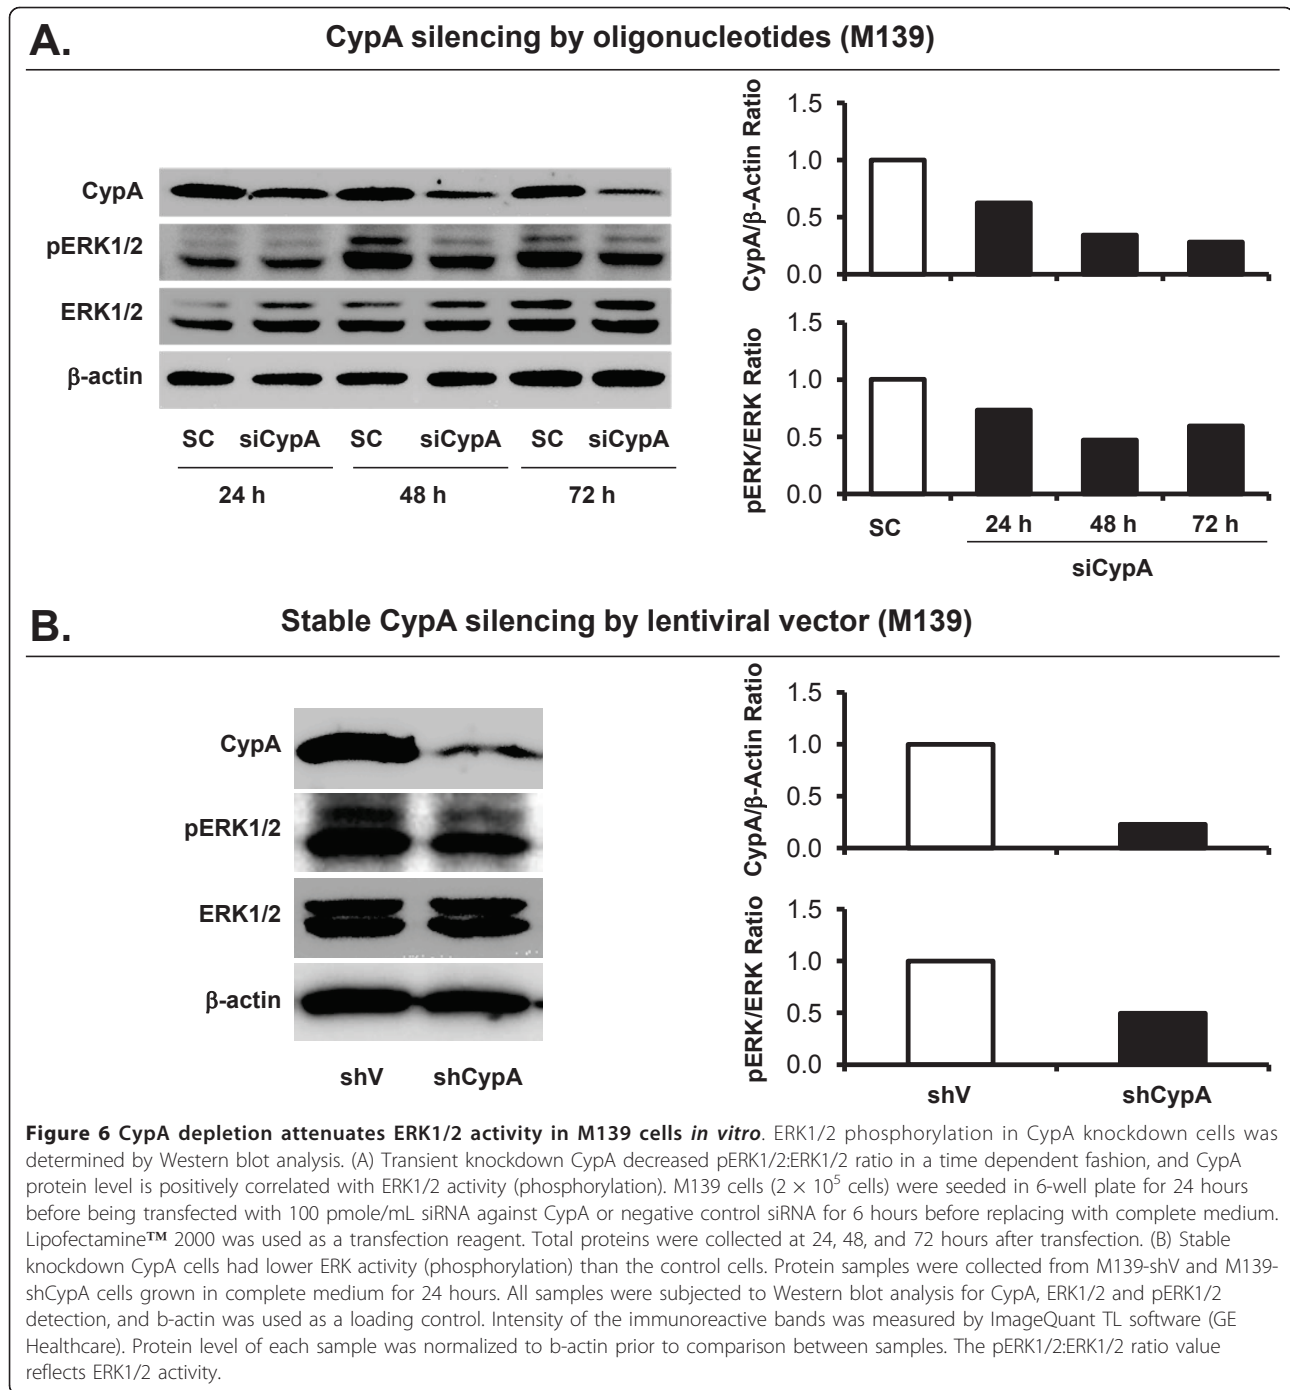 A.
CypA silencing by oligonucleotides (M139)
CypA
pERK1/2
ERK1/2
β-actin
SC siCypA SC siCypA SC siCypA
24 h 48 h 72 h
CypA/β-Actin Ratio
1.5
1.0
0.5
0.0
pERK/ERK Ratio
1.5
1.0
0.5
0.0
SC 24 h 48 h 72 h
siCypA
B.
Stable CypA silencing by lentiviral vector (M139)
CypA
pERK1/2
ERK1/2
β-actin
shV shCypA
CypA/β-Actin Ratio
1.5
1.0
0.5
0.0
pERK/ERK Ratio
1.5
1.0
0.5
0.0
shV shCypA
Figure 6 CypA depletion attenuates ERK1/2 activity in M139 cells in vitro. ERK1/2 phosphorylation in CypA knockdown cells was
determined by Western blot analysis. (A) Transient knockdown CypA decreased pERK1/2:ERK1/2 ratio in a time dependent fashion, and CypA
protein level is positively correlated with ERK1/2 activity (phosphorylation). M139 cells (2 × 10⁵ cells) were seeded in 6-well plate for 24 hours
before being transfected with 100 pmole/mL siRNA against CypA or negative control siRNA for 6 hours before replacing with complete medium.
Lipofectamine™ 2000 was used as a transfection reagent. Total proteins were collected at 24, 48, and 72 hours after transfection. (B) Stable
knockdown CypA cells had lower ERK activity (phosphorylation) than the control cells. Protein samples were collected from M139-shV and M139-
shCypA cells grown in complete medium for 24 hours. All samples were subjected to Western blot analysis for CypA, ERK1/2 and pERK1/2
detection, and b-actin was used as a loading control. Intensity of the immunoreactive bands was measured by ImageQuant TL software (GE
Healthcare). Protein level of each sample was normalized to b-actin prior to comparison between samples. The pERK1/2:ERK1/2 ratio value
reflects ERK1/2 activity.